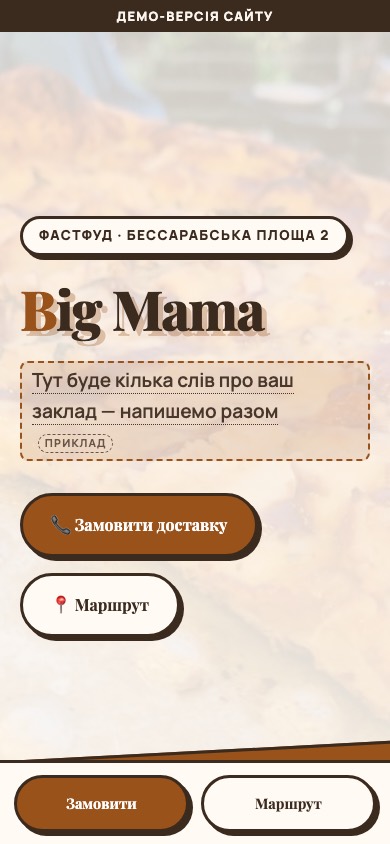 ДЕМО-ВЕРСІЯ САЙТУ
ФАСТФУД · БЕССАРАБСЬКА ПЛОЩА 2
Big Mama
Тут буде кілька слів про ваш
заклад — напишемо разом
ПРИКЛАД
Замовити доставку
Маршрут
Замовити
Маршрут